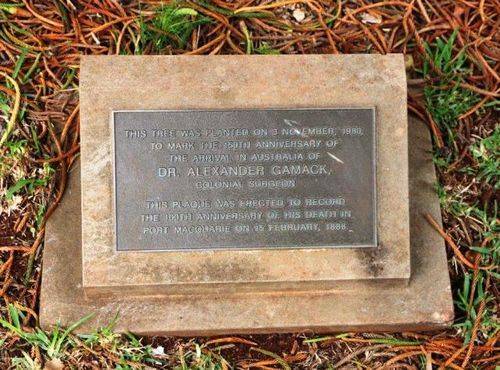 THIS TREE WAS PLANTED ON 3 NOVEMBER, 1980,
TO MARK THE 150TH ANNIVERSARY OF
THE ARRIVAL IN AUSTRALIA OF
DR. ALEXANDER GAMACK,
COLONIAL SURGEON
THIS PLAQUE WAS ERECTED TO RECORD
THE 100TH ANNIVERSARY OF HIS DEATH IN
PORT MACQUARIE ON 15 FEBRUARY, 1888